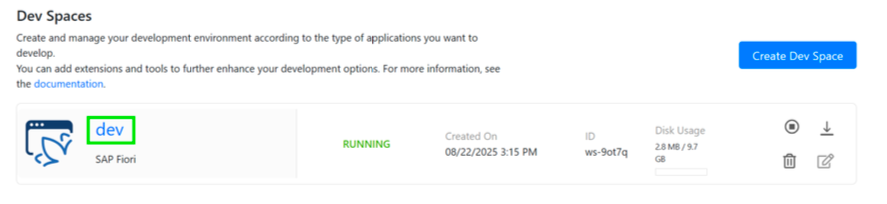 Dev Spaces
Create and manage your development environment according to the type of applications you want to
develop.
You can add extensions and tools to further enhance your development options. For more information, see
the documentation.
Create Dev Space
dev
SAP Fiori
RUNNING
Created On
08/22/2025 3:15 PM
ID
ws-9ot7q
Disk Usage
2.8 MB / 9.7
GB